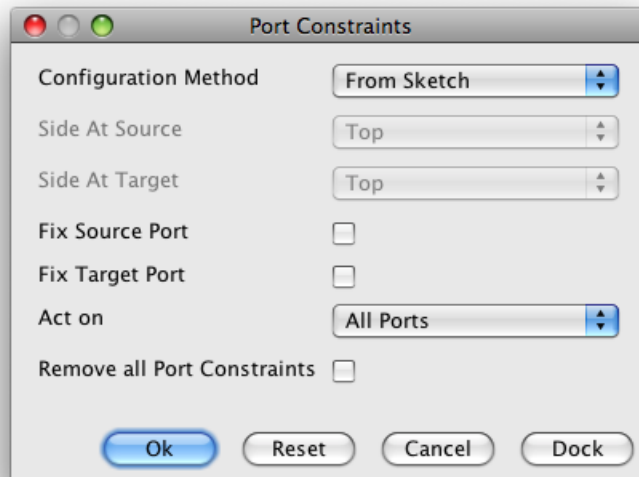 Port Constraints
Configuration Method From Sketch
Side At Source Top
Side At Target Top
Fix Source Port
Fix Target Port
Act on All Ports
Remove all Port Constraints
Ok Reset Cancel Dock